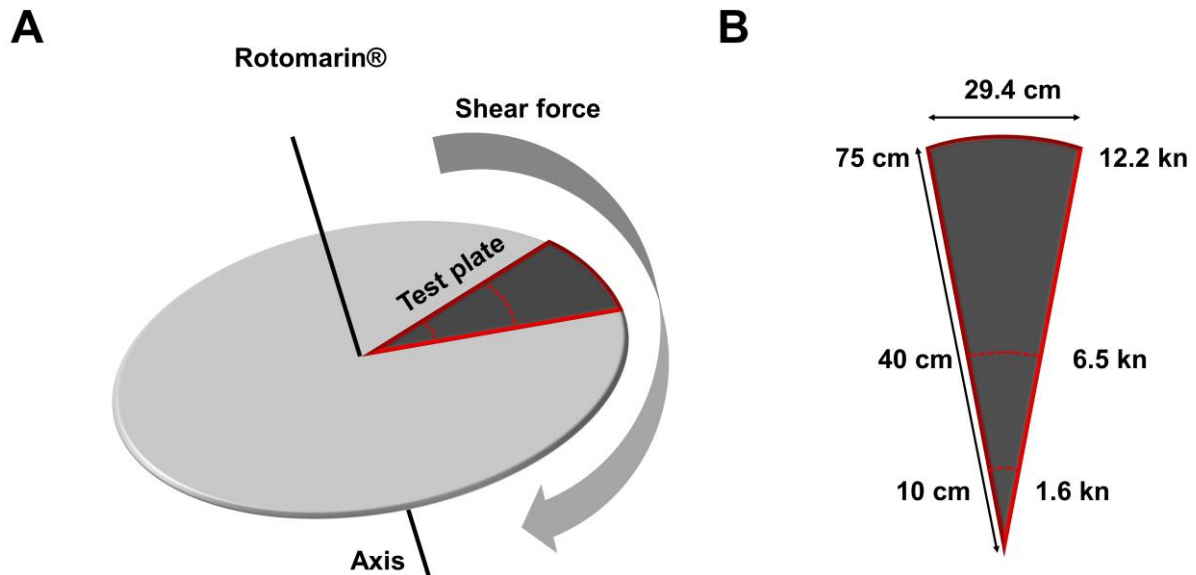 A
Rotomarin®
Shear force
Test plate
Axis
B
29.4 cm
75 cm
12.2 kn
40 cm
6.5 kn
10 cm
1.6 kn